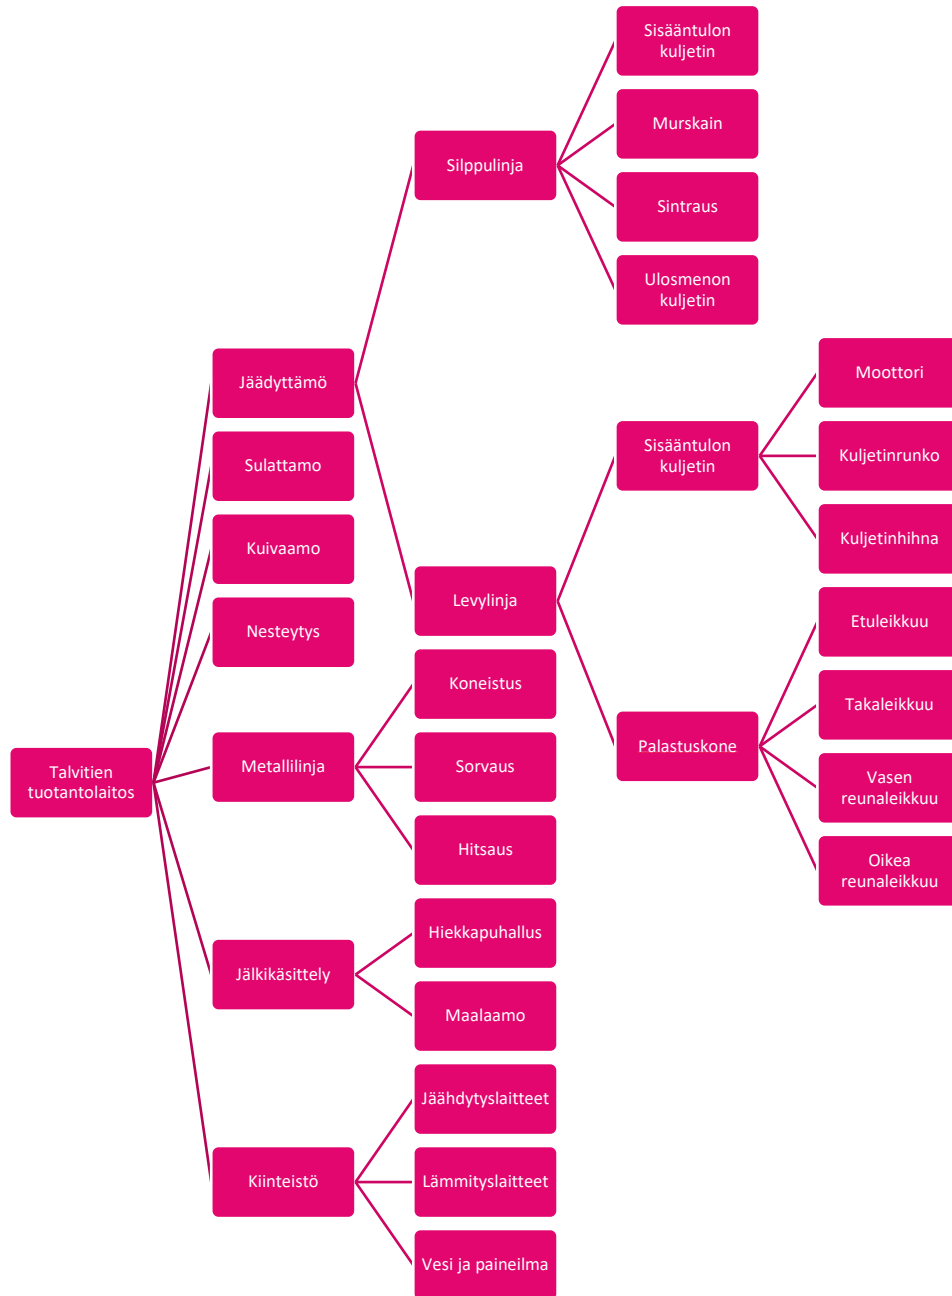 Talvitien
tuotantolaitos
Jäädyttämö
Silppulinja
Sisääntulon
kuljetin
Murskain
Sintraus
Ulosmenon
kuljetin
Levylinja
Sisääntulon
kuljetin
Moottori
Kuljetinrunko
Kuljetinhihna
Palastuskone
Etuleikkuu
Takaleikkuu
Vasen
reunaleikkuu
Oikea
reunaleikkuu
Sulattamo
Kuivaamo
Nesteytys
Metallilinja
Koneistus
Sorvaus
Hitsaus
Jälkikäsittely
Hiekkapuhallus
Maalaamo
Kiinteistö
Jäähdytyslaitteet
Lämmityslaitteet
Vesi ja paineilma